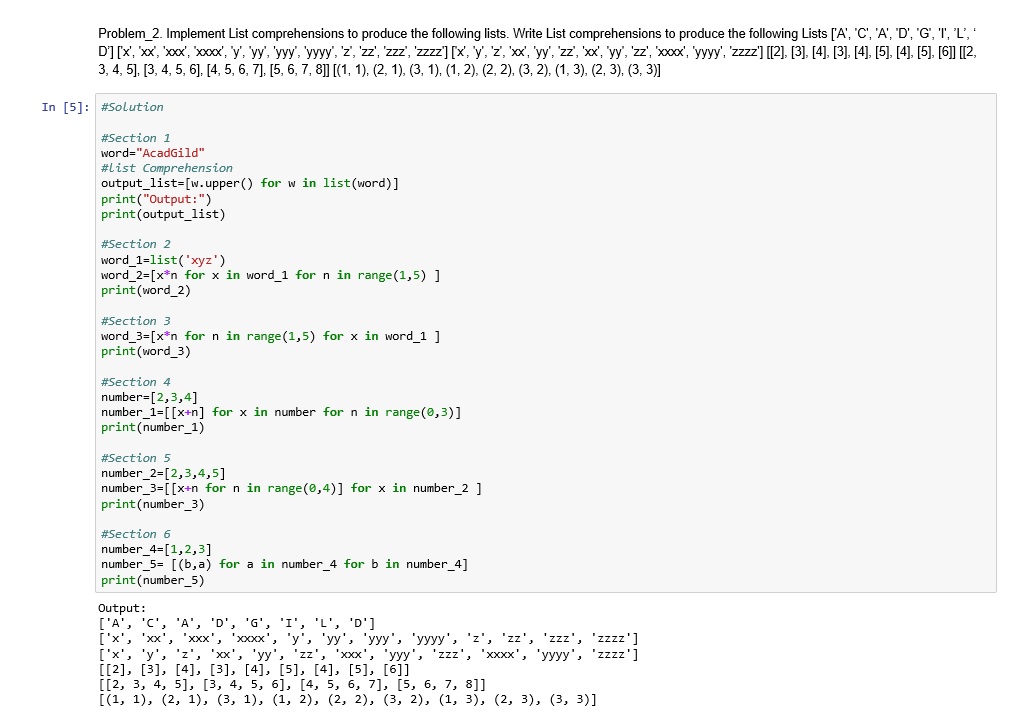 Problem_2. Implement List comprehensions to produce the following lists. Write List comprehensions to produce the following Lists ['A', 'C', 'A', 'D', 'G', 'I', ’L’, ‘
D’] ['x', 'xx', 'xxx', 'xxxx', 'y', 'yy', 'yyy', 'yyyy', 'z', 'zz', 'zzz', 'zzzz'] ['x', 'y', 'z', 'xx', 'yy', 'zz', 'xx', 'yy', 'zz', 'xxxx', 'yyyy', 'zzzz'] [[2], [3], [4], [3], [4], [5], [4], [5], [6]] [[2,
3, 4, 5], [3, 4, 5, 6], [4, 5, 6, 7], [5, 6, 7, 8]] [(1, 1), (2, 1), (3, 1), (1, 2), (2, 2), (3, 2), (1, 3), (2, 3), (3, 3)]
In [5]: #Solution
#Section 1
word="AcadGild"
#list Comprehension
output_list=[w.upper() for w in list(word)]
print("Output:")
print(output_list)
#Section 2
word_1=list('xyz')
word_2=[x*n for x in word_1 for n in range(1,5) ]
print(word_2)
#Section 3
word_3=[x*n for n in range(1,5) for x in word_1 ]
print(word_3)
#Section 4
number=[2,3,4]
number_1=[[x+n] for x in number for n in range(0,3)]
print(number_1)
#Section 5
number_2=[2,3,4,5]
number_3=[[x+n for n in range(0,4)] for x in number_2 ]
print(number_3)
#Section 6
number_4=[1,2,3]
number_5= [(b,a) for a in number_4 for b in number_4]
print(number_5)
Output:
['A', 'C', 'A', 'D', 'G', 'I', 'L', 'D']
['x', 'xx', 'xxx', 'xxxx', 'y', 'yy', 'yyy', 'yyyy', 'z', 'zz', 'zzz', 'zzzz']
['x', 'y', 'z', 'xx', 'yy', 'zz', 'xxx', 'yyy', 'zzz', 'xxxx', 'yyyy', 'zzzz']
[[2], [3], [4], [3], [4], [5], [4], [5], [6]]
[[2, 3, 4, 5], [3, 4, 5, 6], [4, 5, 6, 7], [5, 6, 7, 8]]
[(1, 1), (2, 1), (3, 1), (1, 2), (2, 2), (3, 2), (1, 3), (2, 3), (3, 3)]